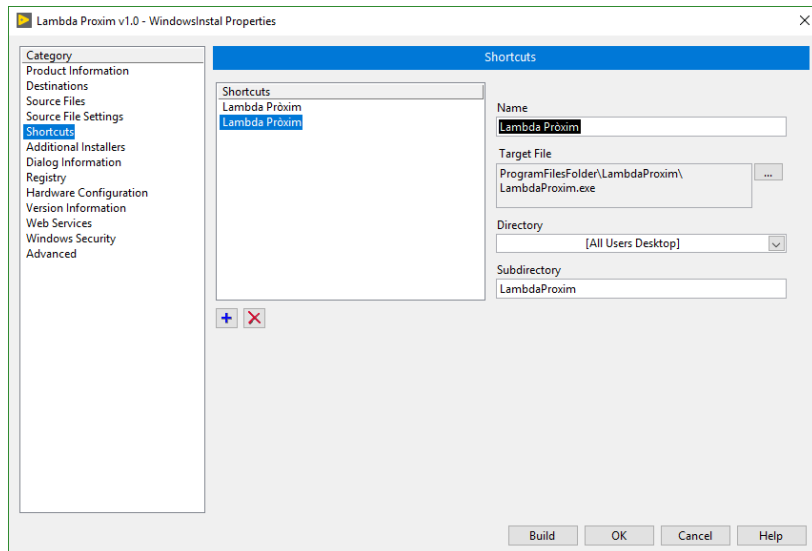 Lambda Proxim v1.0 - WindowsInstal Properties
Category
Product Information
Destinations
Source Files
Source File Settings
Shortcuts
Additional Installers
Dialog Information
Registry
Hardware Configuration
Version Information
Web Services
Windows Security
Advanced
Shortcuts
Shortcuts
Lambda Pròxim
Lambda Pròxim
Name
Lambda Pròxim
Target File
ProgramFilesFolder\LambdaProxim\
LambdaProxim.exe
...
Directory
[All Users Desktop]
Subdirectory
LambdaProxim
Build
OK
Cancel
Help